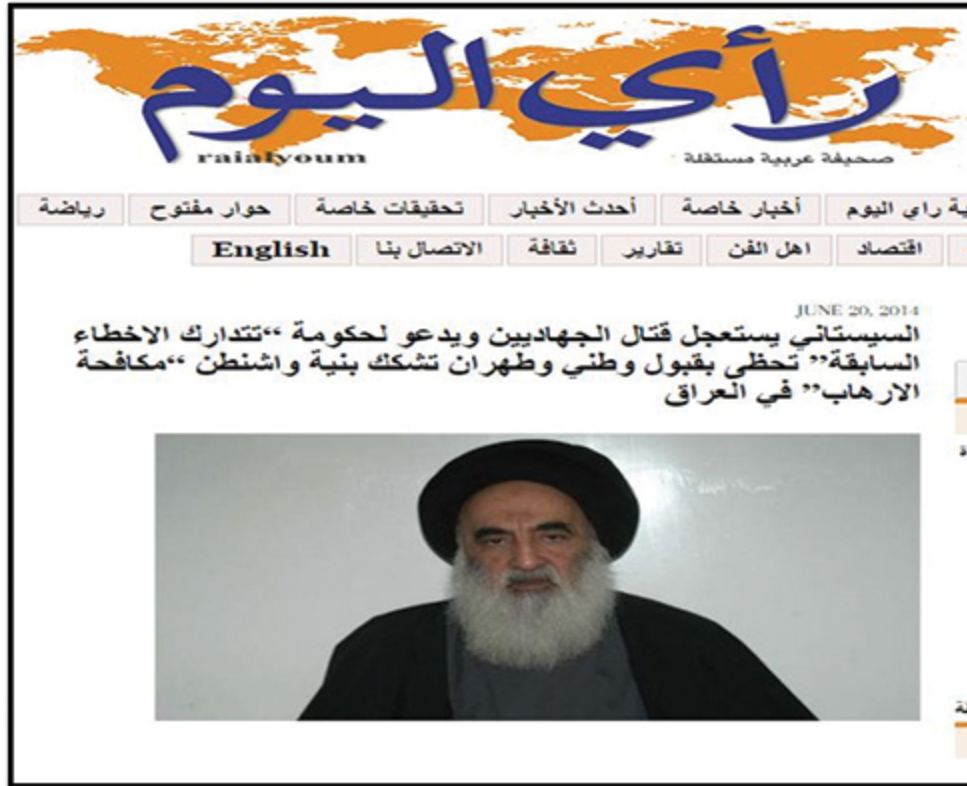 رأي اليوم
raialyoum
صحيفة عربية مستقلة
راي اليوم
أخبار خاصة
أحدث الأخبار
تحقيقات خاصة
حوار مفتوح
رياضة
اقتصاد
اهل الفن
تقارير
ثقافة
الاتصال بنا
English
JUNE 20, 2014
السيستاني يستعجل قتال الجهاديين ويدعو لحكومة “تتدارك الاخطاء
السابقة” تحظى بقبول وطني وطهران تشكك بنية واشنطن “مكافحة
الارهاب” في العراق